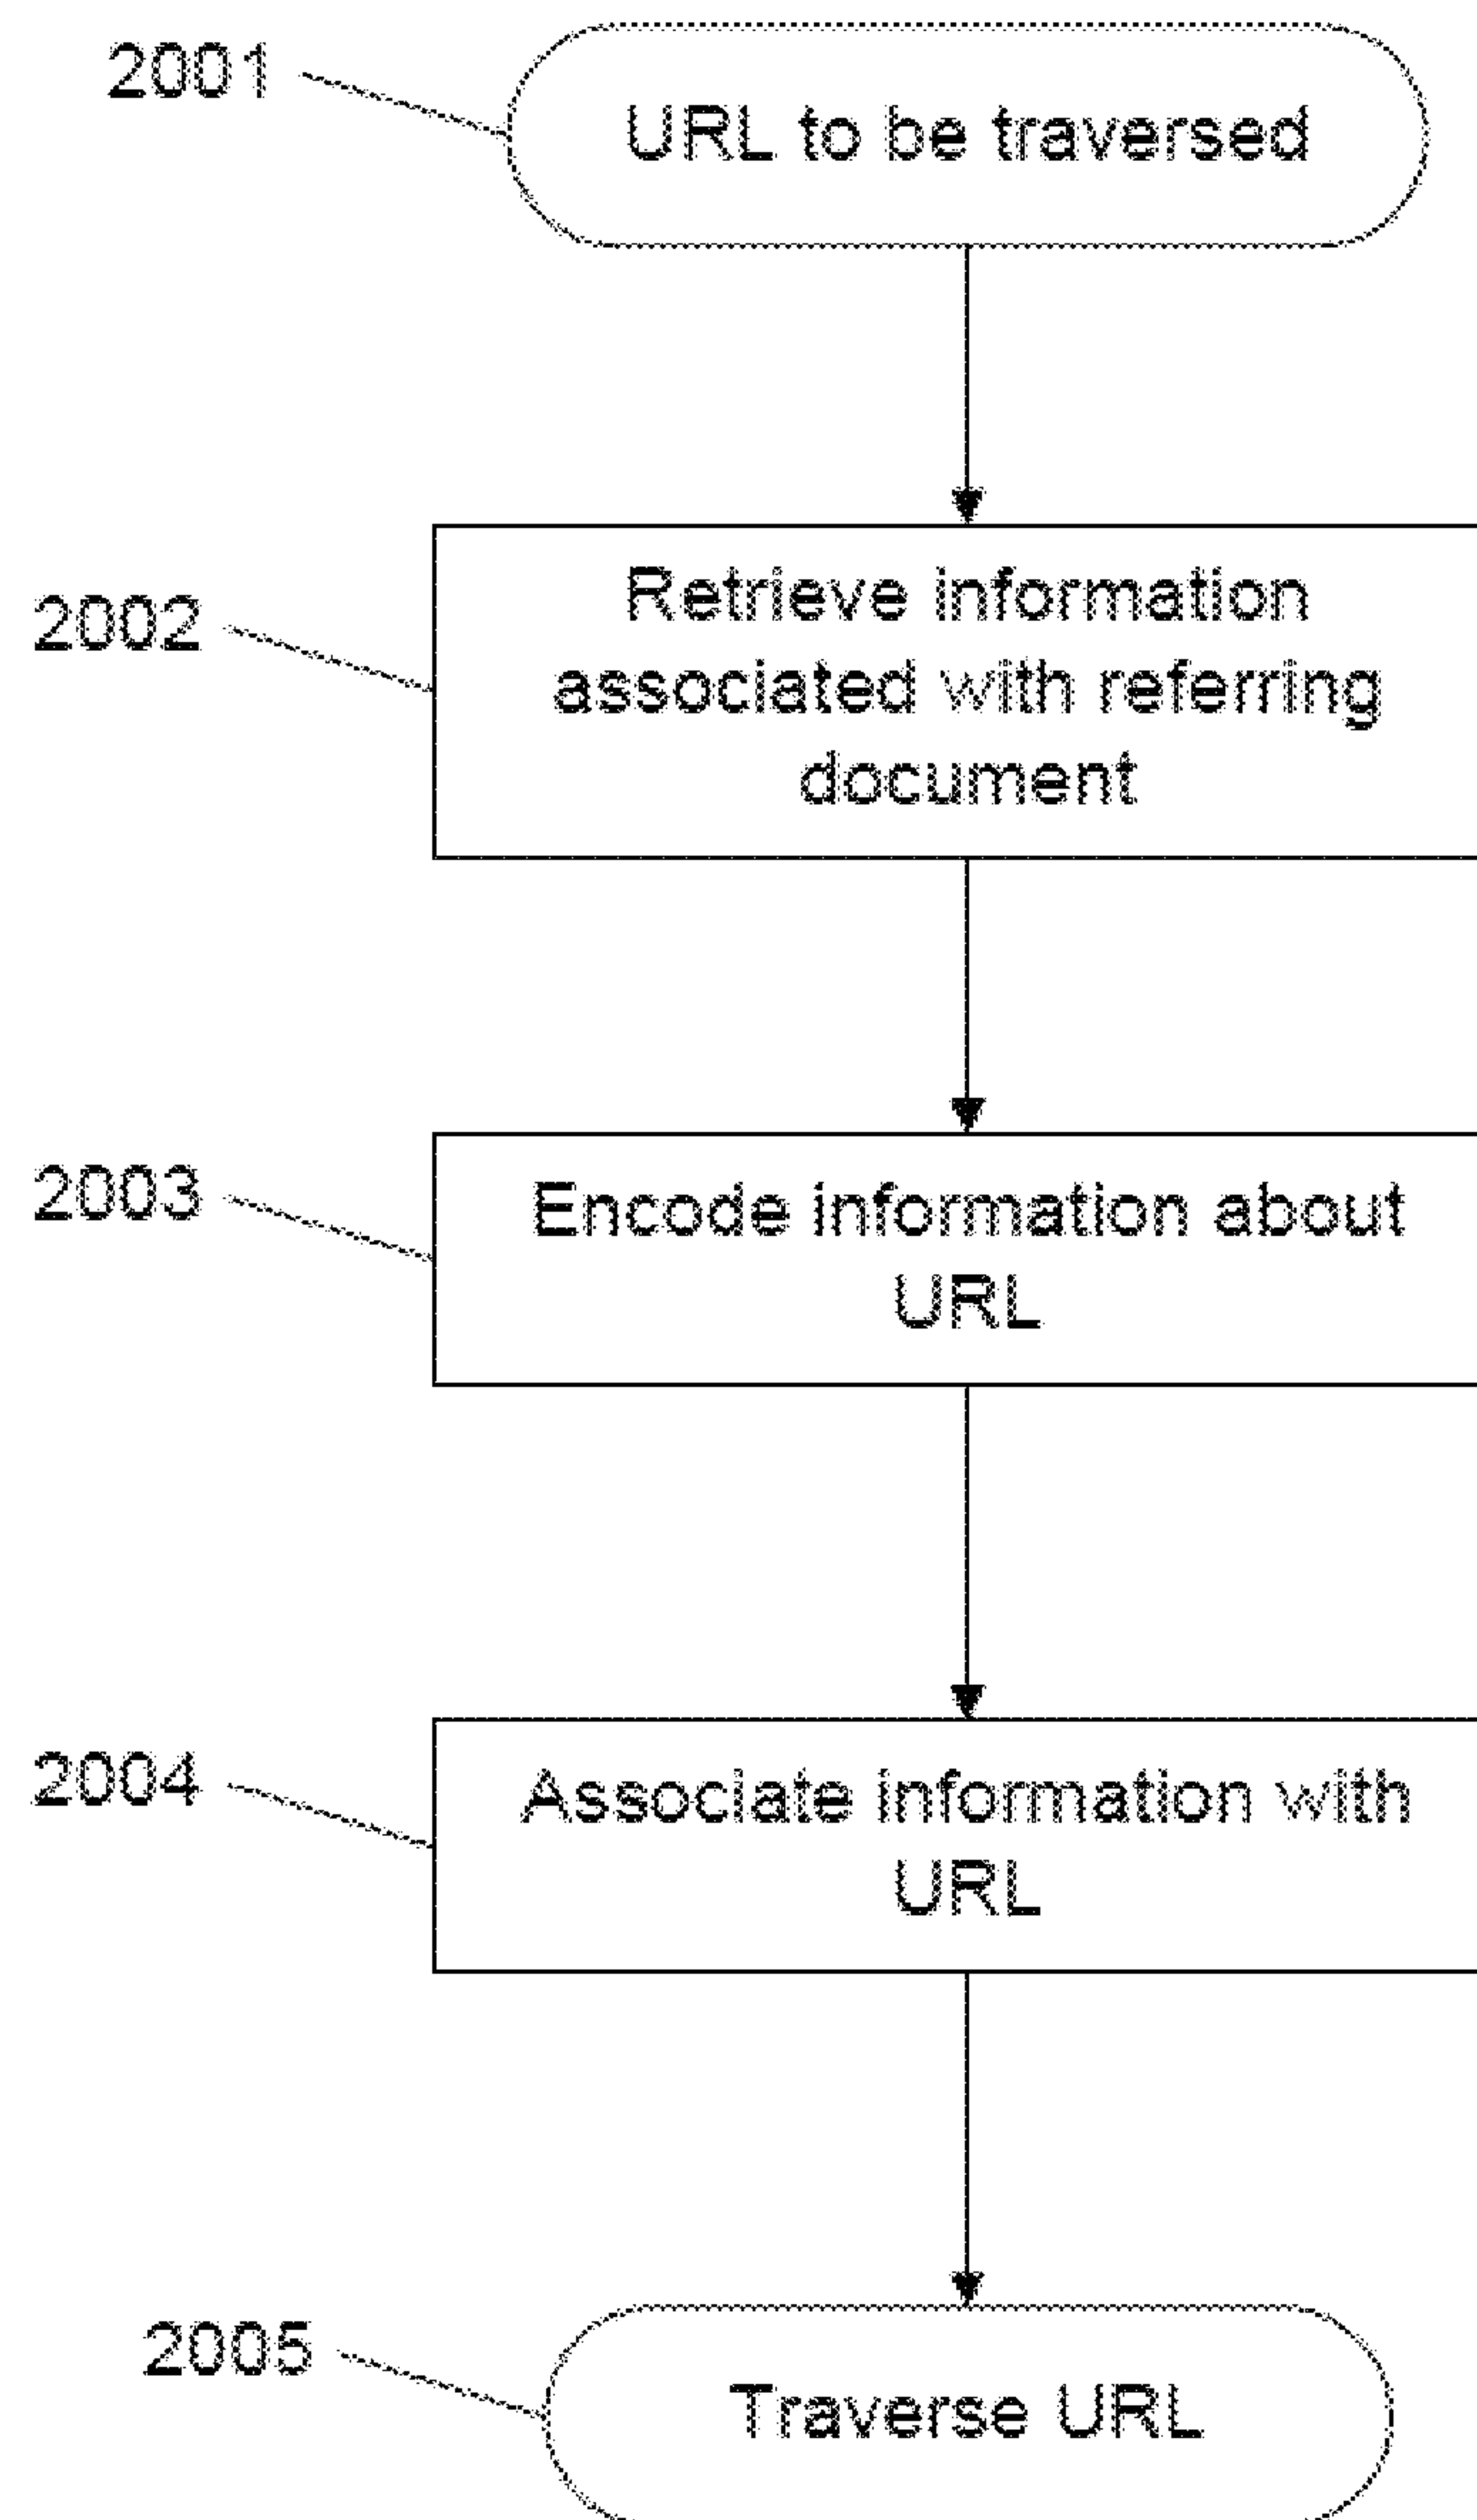 2001
URL to be traversed
2002
Retrieve information
associated with referring
document
2003
Encode information about
URL
2004
Associate information with
URL
2005
Traverse URL